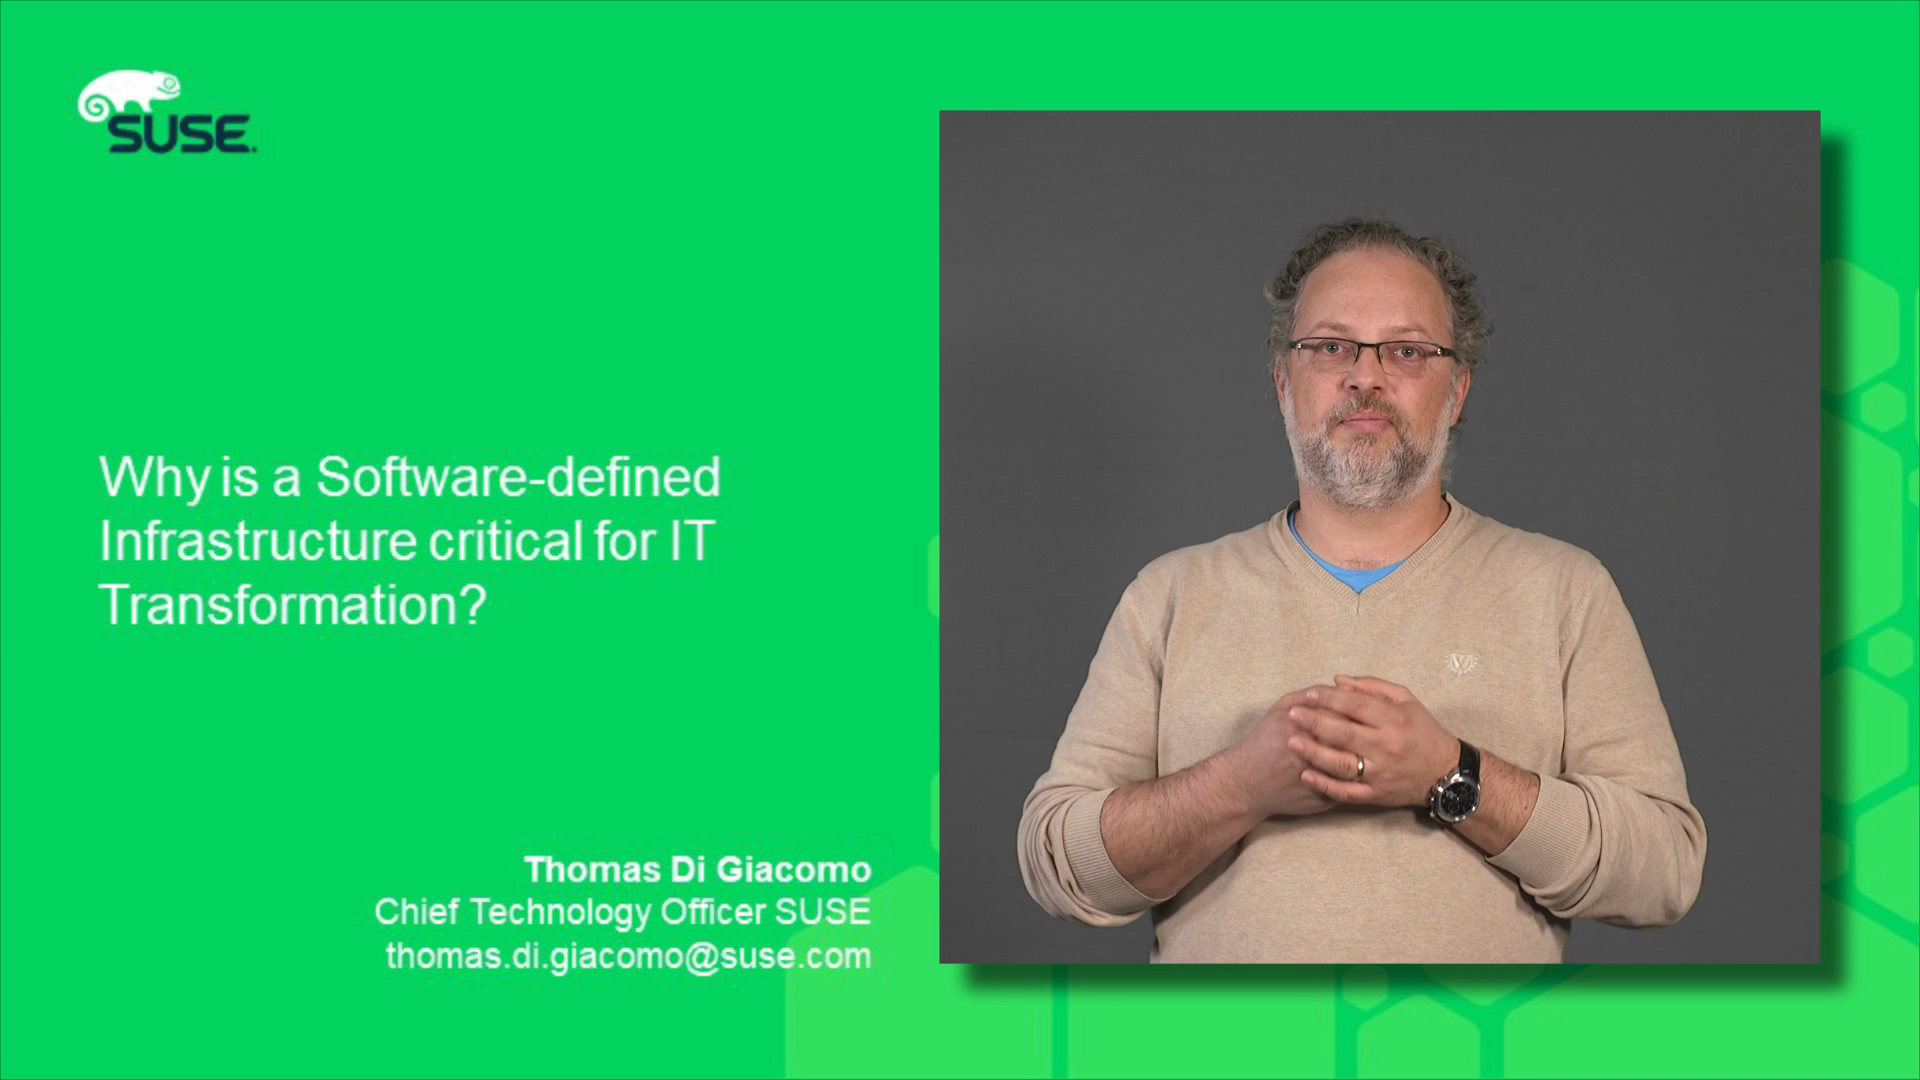 SUSE.
Why is a Software-defined
Infrastructure critical for IT
Transformation?
Thomas Di Giacomo
Chief Technology Officer SUSE
thomas.di.giacomo@suse.com